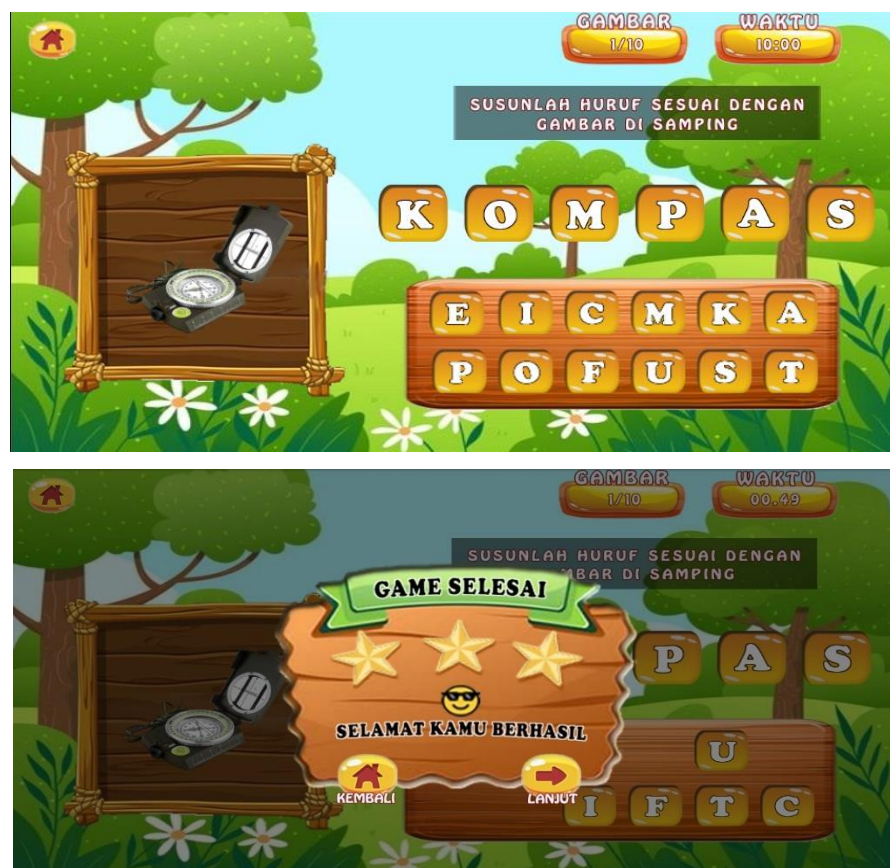 GAMBAR WAKTU
1/10 10:00
SUSUNLAH HURUF SESUAI DENGAN
GAMBAR DI SAMPING
K O M P A S
E I C M K A
P O F U S T
GAMBAR WAKTU
1/10 00.49
SUSUNLAH HURUF SESUAI DENGAN
MBAR DI SAMPING
GAME SELESAI
P A S
SELAMAT KAMU BERHASIL
U
KEMBALI LANJUT
I F T C